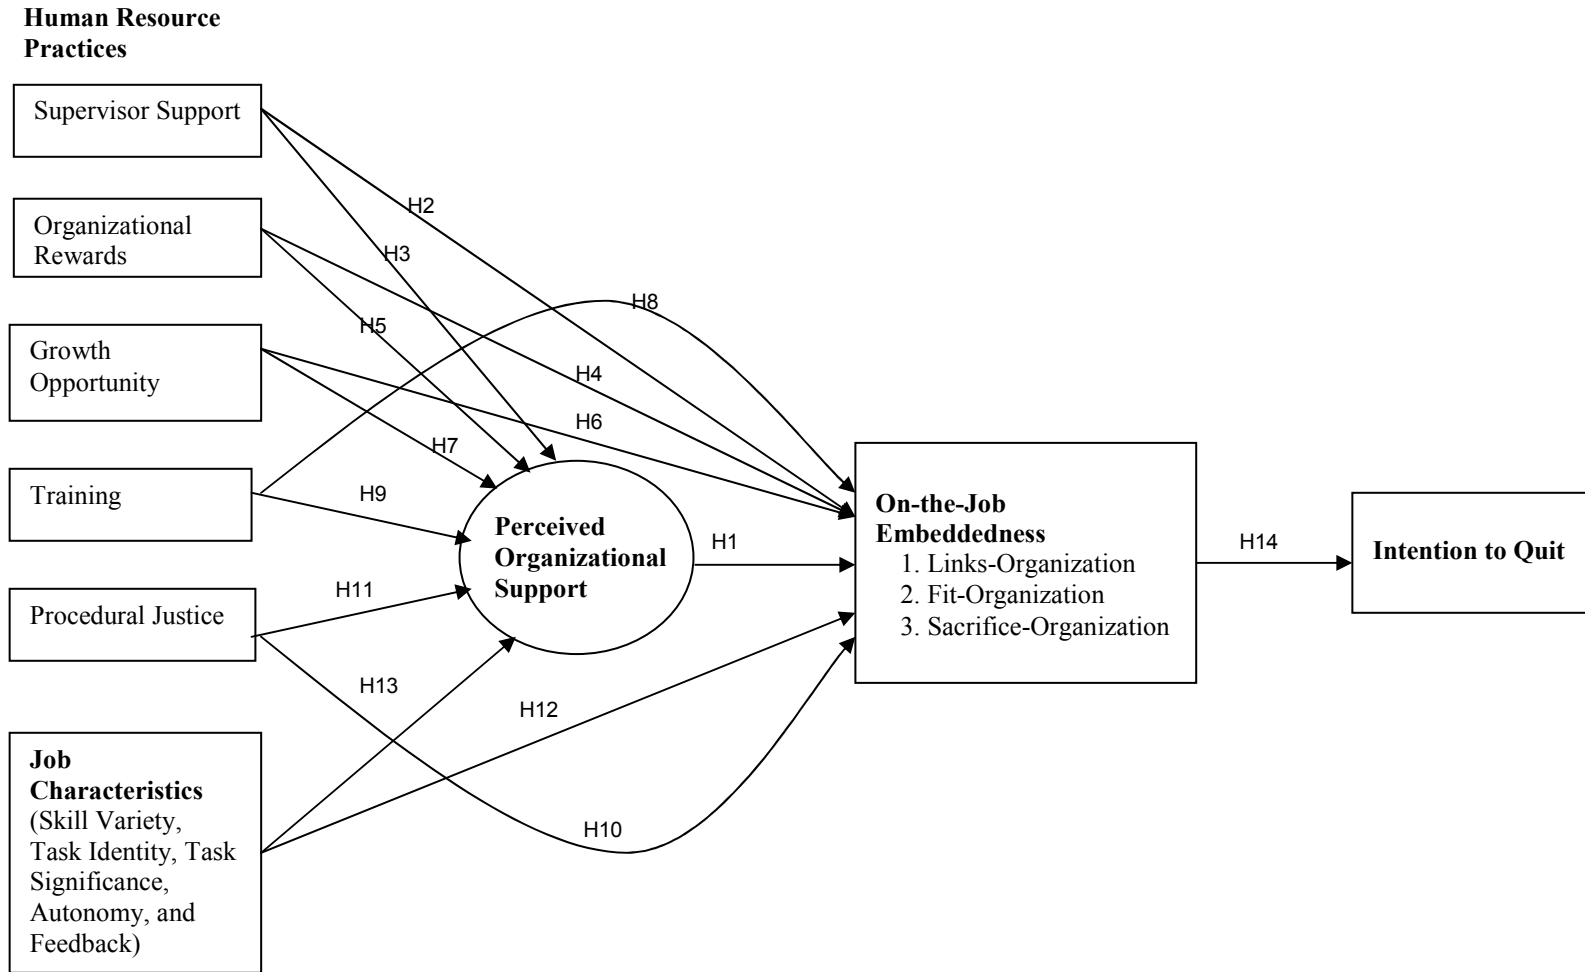 Human Resource
Practices
Supervisor Support
Organizational
Rewards
Growth
Opportunity
Training
Procedural Justice
Job
Characteristics
(Skill Variety,
Task Identity, Task
Significance,
Autonomy, and
Feedback)
H2
H3
H8
H5
H4
H6
H7
H9
H11
H13
H12
H10
Perceived
Organizational
Support
H1
On-the-Job
Embeddedness
1. Links-Organization
2. Fit-Organization
3. Sacrifice-Organization
H14
Intention to Quit